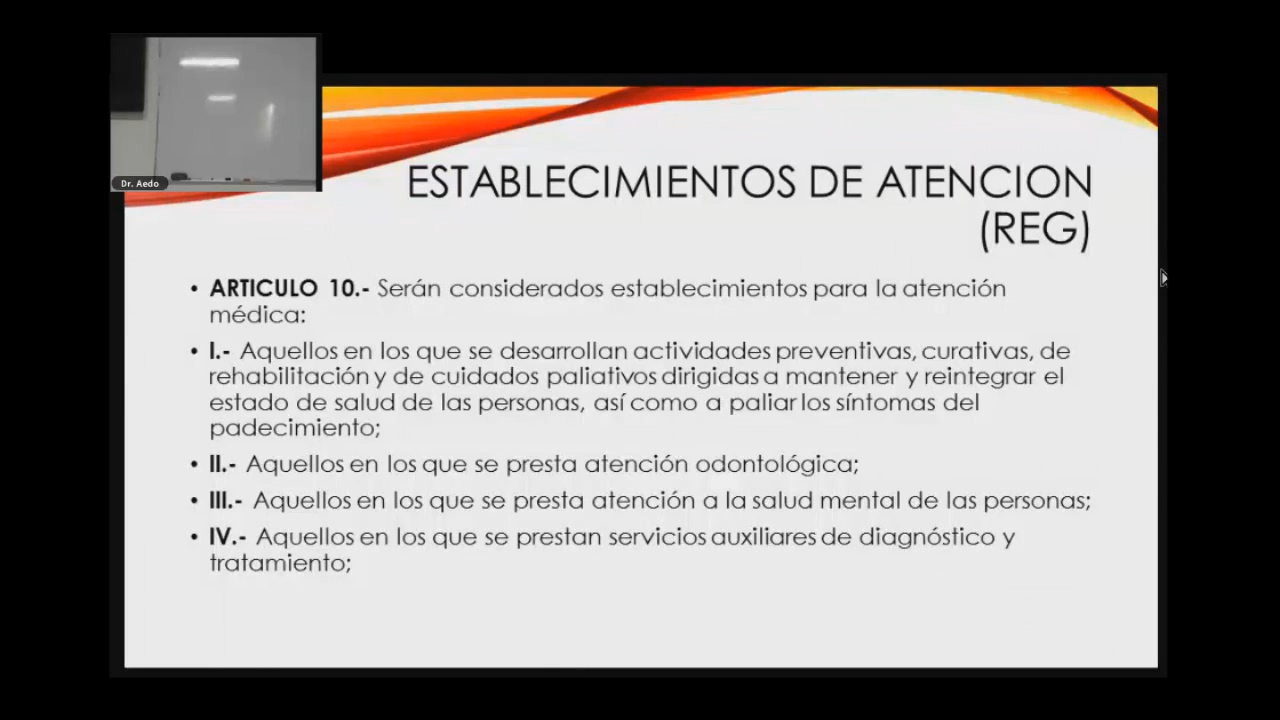 Dr. Aedo
ESTABLECIMIENTOS DE ATENCION
(REG)
• ARTICULO 10.- Serán considerados establecimientos para la atención
médica:
• I.- Aquellos en los que se desarrollan actividades preventivas, curativas, de
rehabilitación y de cuidados paliativos dirigidas a mantener y reintegrar el
estado de salud de las personas, así como a paliar los síntomas del
padecimiento;
• II.- Aquellos en los que se presta atención odontológica;
• III.- Aquellos en los que se presta atención a la salud mental de las personas;
• IV.- Aquellos en los que se prestan servicios auxiliares de diagnóstico y
tratamiento;